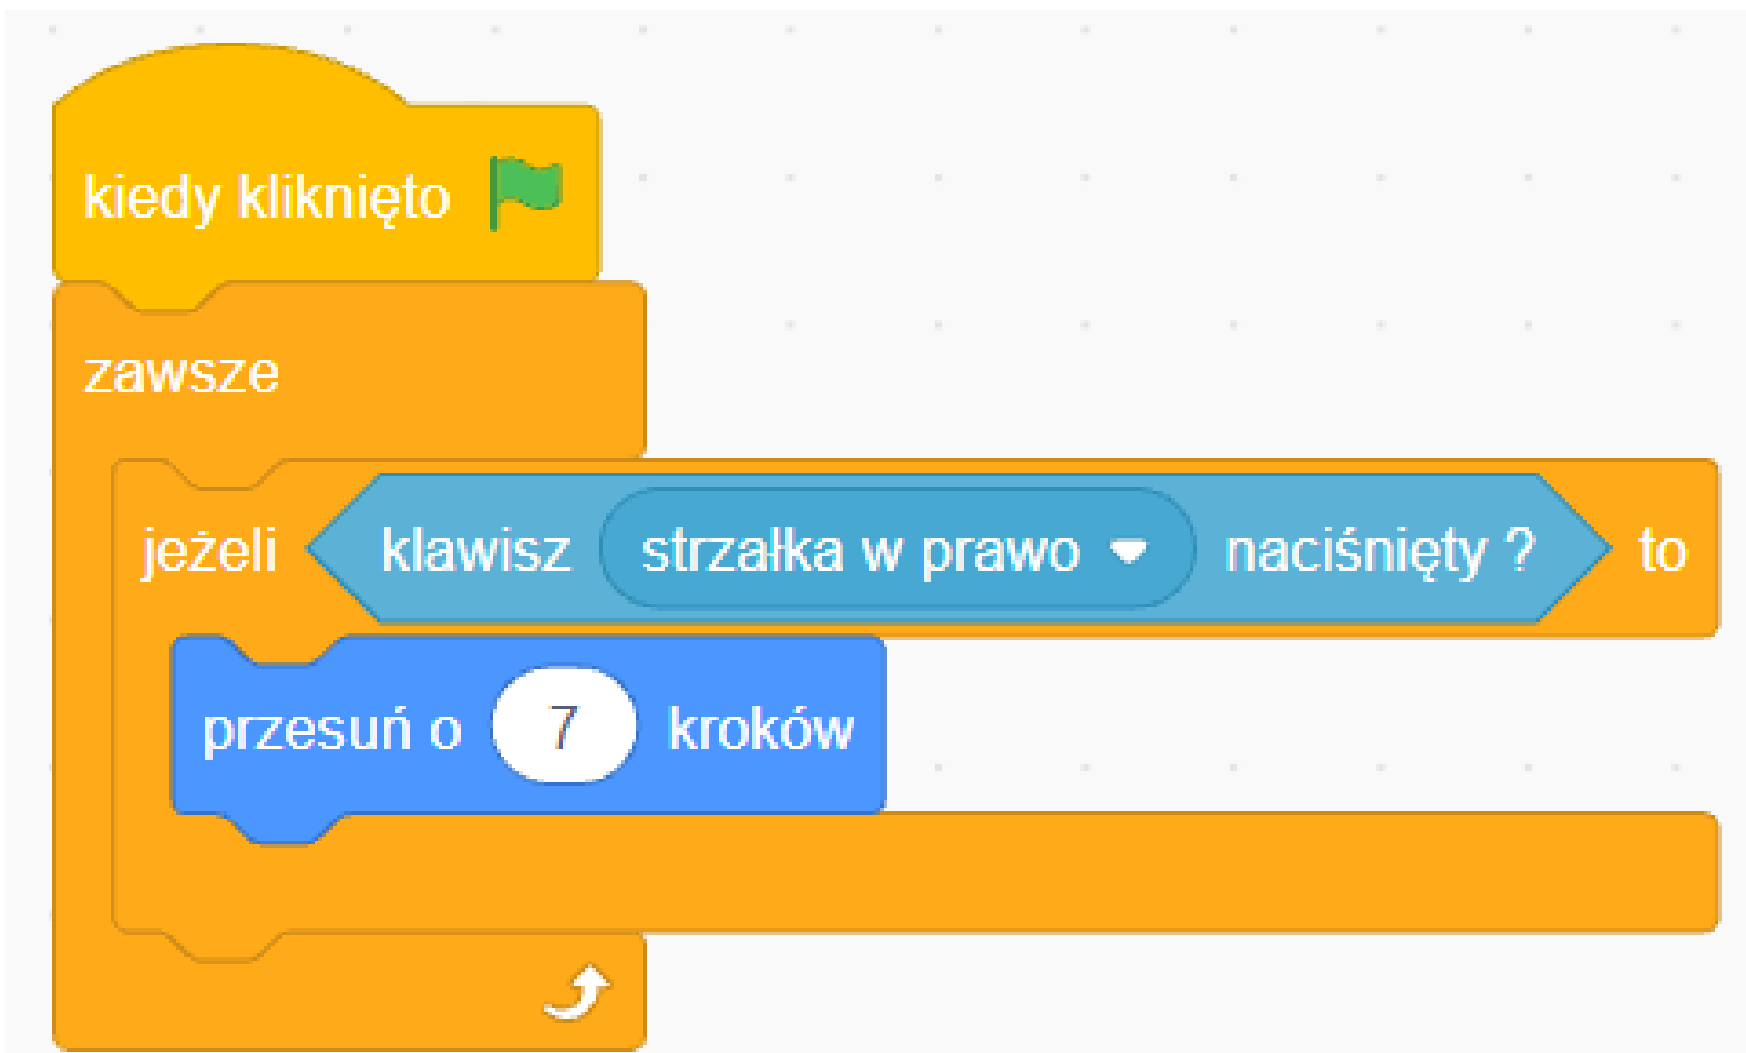 kiedy kliknięto
zawsze
jeżeli klawisz strzałka w prawo naciśnięty ? to
przesuń o 7 kroków